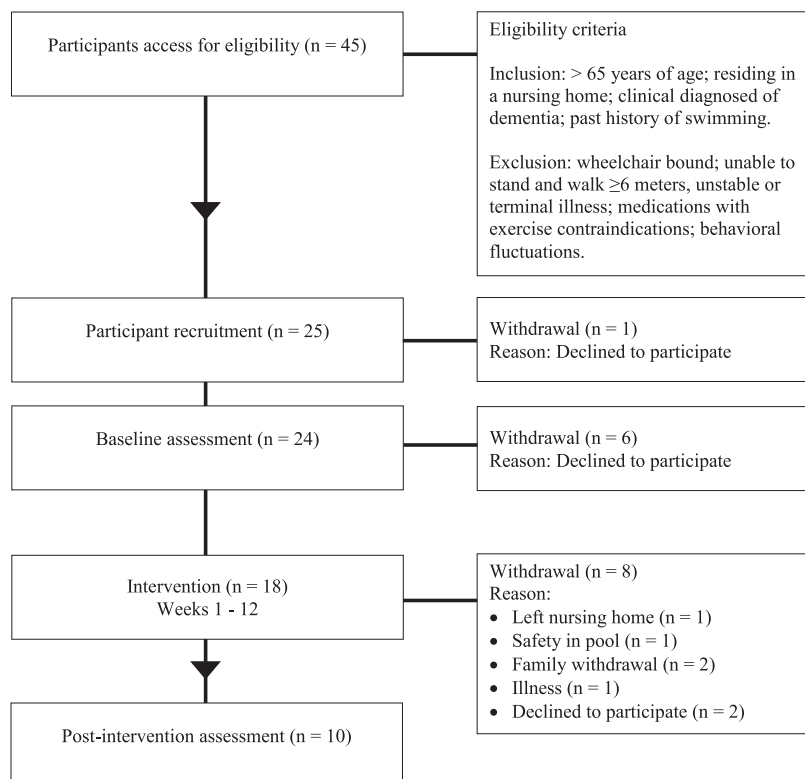 Participants access for eligibility (n = 45)
Eligibility criteria
Inclusion: > 65 years of age; residing in
a nursing home; clinical diagnosed of
dementia; past history of swimming.
Exclusion: wheelchair bound; unable to
stand and walk ≥6 meters, unstable or
terminal illness; medications with
exercise contraindications; behavioral
fluctuations.
Participant recruitment (n = 25)
Withdrawal (n = 1)
Reason: Declined to participate
Baseline assessment (n = 24)
Withdrawal (n = 6)
Reason: Declined to participate
Intervention (n = 18)
Weeks 1 - 12
Withdrawal (n = 8)
Reason:
• Left nursing home (n = 1)
• Safety in pool (n = 1)
• Family withdrawal (n = 2)
• Illness (n = 1)
• Declined to participate (n = 2)
Post-intervention assessment (n = 10)